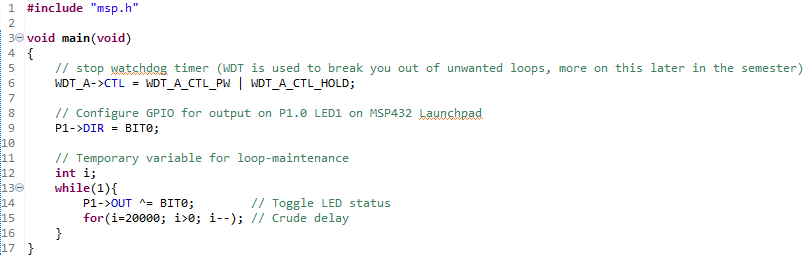 1 #include "msp.h"
2
3 void main(void)
4 {
5     // stop watchdog timer (WDT is used to break you out of unwanted loops, more on this later in the semester)
6     WDT_A->CTL = WDT_A_CTL_PW | WDT_A_CTL_HOLD;
7
8     // Configure GPIO for output on P1.0 LED1 on MSP432 Launchpad
9     P1->DIR = BIT0;
10
11     // Temporary variable for loop-maintenance
12     int i;
13     while(1){
14         P1->OUT ^= BIT0;        // Toggle LED status
15         for(i=20000; i>0; i--); // Crude delay
16     }
17 }